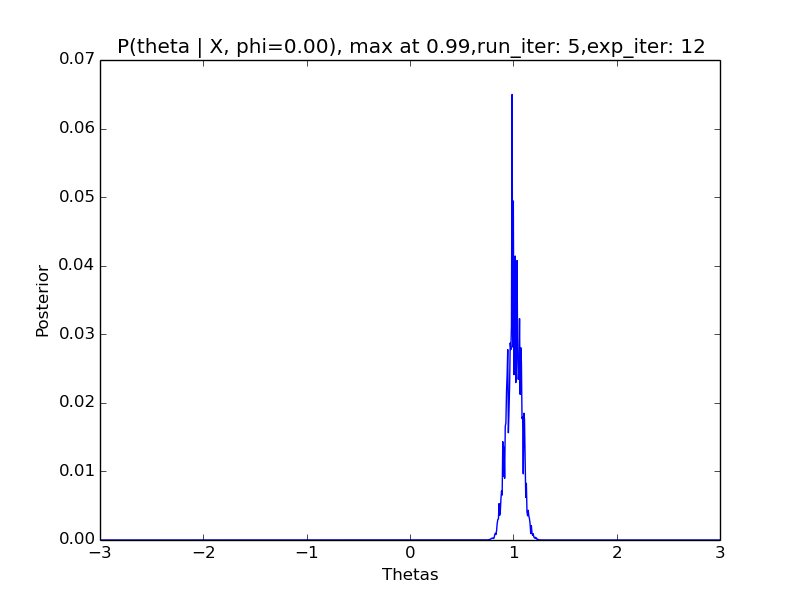 P(theta | X, phi=0.00), max at 0.99,run_iter: 5,exp_iter: 12
0.07
0.06
0.05
0.04
0.03
0.02
0.01
0.00
Posterior
−3 −2 −1 0 1 2 3
Thetas